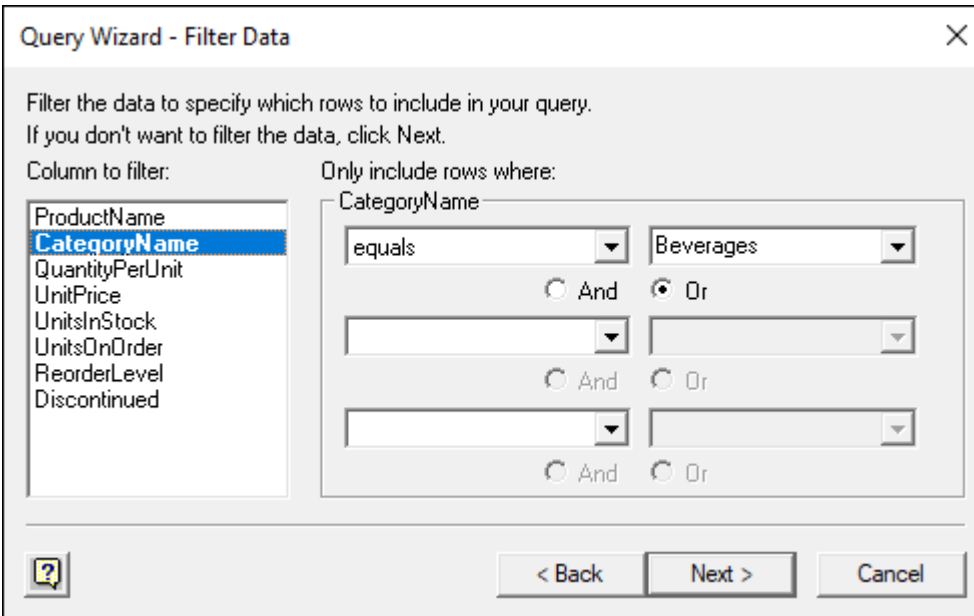 Query Wizard - Filter Data
Filter the data to specify which rows to include in your query.
If you don't want to filter the data, click Next.
Column to filter:
Only include rows where:
ProductName
CategoryName
QuantityPerUnit
UnitPrice
UnitsInStock
UnitsOnOrder
ReorderLevel
Discontinued
CategoryName
equals Beverages
And Or
And Or
And Or
? < Back Next > Cancel